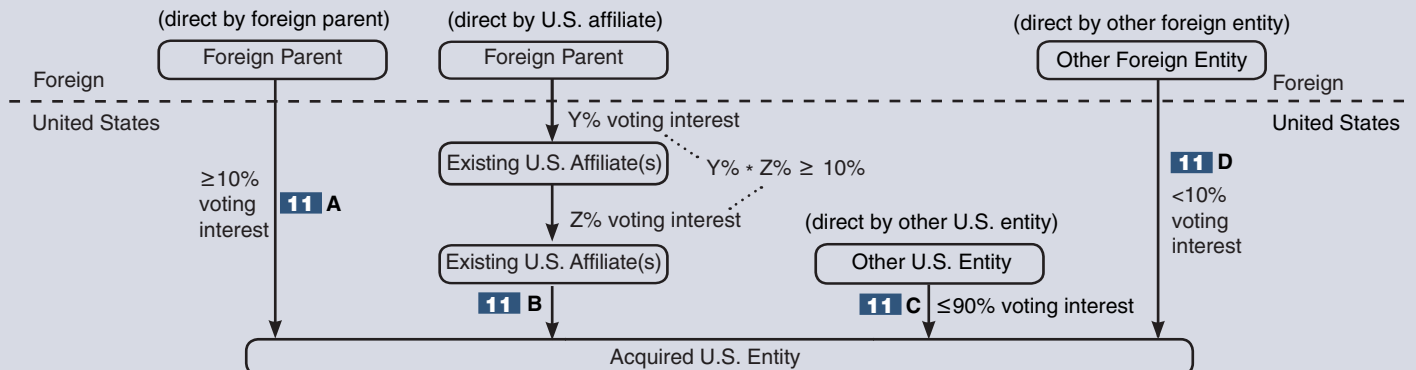 (direct by foreign parent)
(direct by U.S. affiliate)
(direct by other foreign entity)
Foreign Parent
Foreign Parent
Other Foreign Entity
Foreign
Foreign
United States
United States
Y% voting interest
Existing U.S. Affiliate(s)
Y% * Z% ≥ 10%
≥10%
voting
interest
11 A
Z% voting interest
11 D
<10%
voting
interest
(direct by other U.S. entity)
Existing U.S. Affiliate(s)
Other U.S. Entity
11 B
11 C
≤90% voting interest
Acquired U.S. Entity